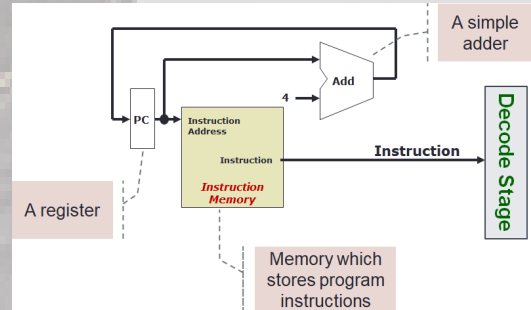 A simple
adder
Add
4
PC
Instruction
Address
Instruction
Instruction
Memory
Instruction
Decode Stage
A register
Memory which
stores program
instructions